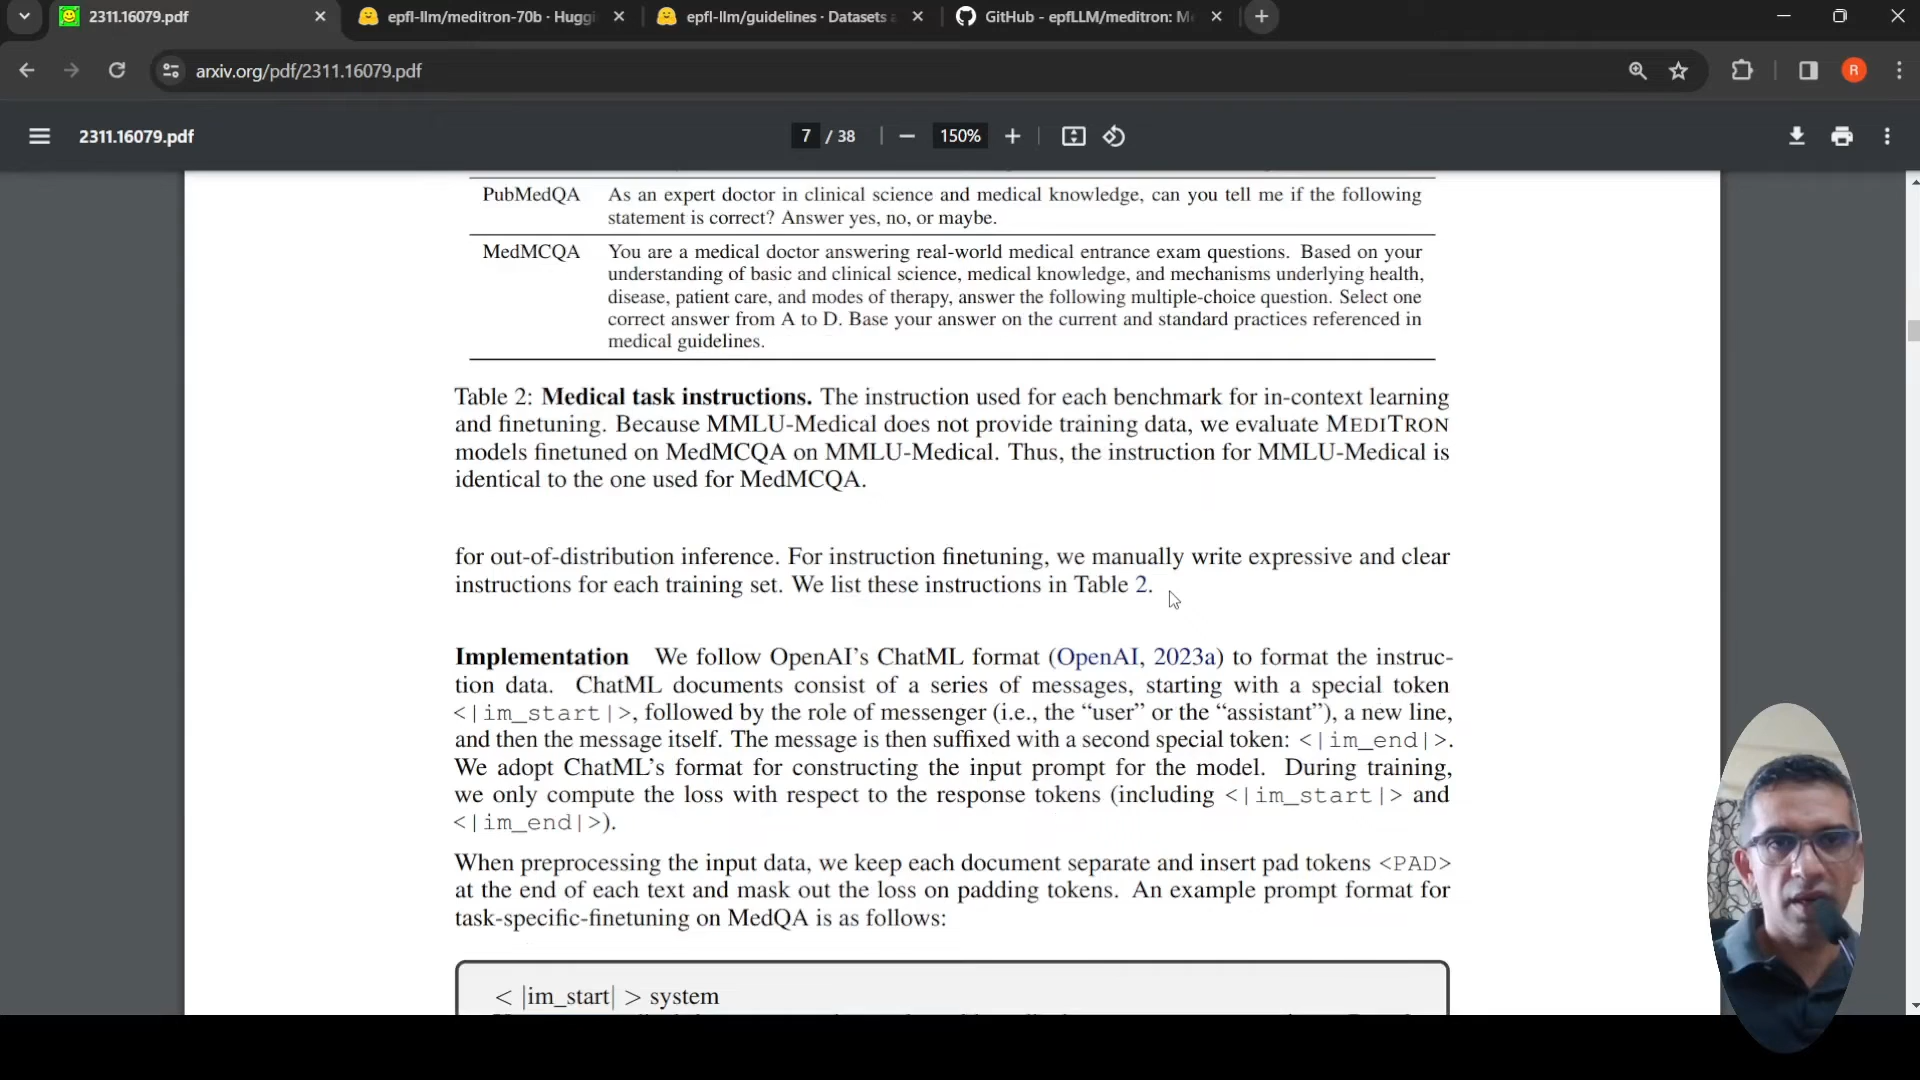 2311.16079.pdf
epfl-llm/meditron-70b · Huggi
epfl-llm/guidelines · Datasets a
GitHub - epfLLM/meditron: Me
arxiv.org/pdf/2311.16079.pdf
R
2311.16079.pdf
7 / 38
150%
PubMedQA As an expert doctor in clinical science and medical knowledge, can you tell me if the following
statement is correct? Answer yes, no, or maybe.
MedMCQA You are a medical doctor answering real-world medical entrance exam questions. Based on your
understanding of basic and clinical science, medical knowledge, and mechanisms underlying health,
disease, patient care, and modes of therapy, answer the following multiple-choice question. Select one
correct answer from A to D. Base your answer on the current and standard practices referenced in
medical guidelines.
Table 2: Medical task instructions. The instruction used for each benchmark for in-context learning
and finetuning. Because MMLU-Medical does not provide training data, we evaluate MEDITRON
models finetuned on MedMCQA on MMLU-Medical. Thus, the instruction for MMLU-Medical is
identical to the one used for MedMCQA.
for out-of-distribution inference. For instruction finetuning, we manually write expressive and clear
instructions for each training set. We list these instructions in Table 2.
Implementation We follow OpenAI's ChatML format (OpenAI, 2023a) to format the instruc-
tion data. ChatML documents consist of a series of messages, starting with a special token
<|im_start|>, followed by the role of messenger (i.e., the “user” or the “assistant”), a new line,
and then the message itself. The message is then suffixed with a second special token: <|im_end|>.
We adopt ChatML's format for constructing the input prompt for the model. During training,
we only compute the loss with respect to the response tokens (including <|im_start|> and
<|im_end|>).
When preprocessing the input data, we keep each document separate and insert pad tokens <PAD>
at the end of each text and mask out the loss on padding tokens. An example prompt format for
task-specific-finetuning on MedQA is as follows:
< |im_start| > system